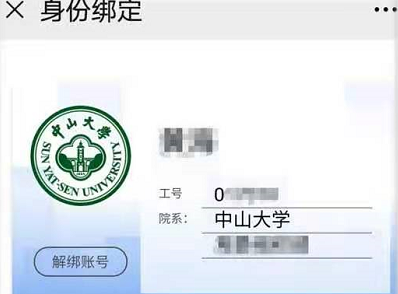 × 身份绑定 ···
中山大学
SUN YAT-SEN UNIVERSITY
工号 0
院系: 中山大学
解绑账号